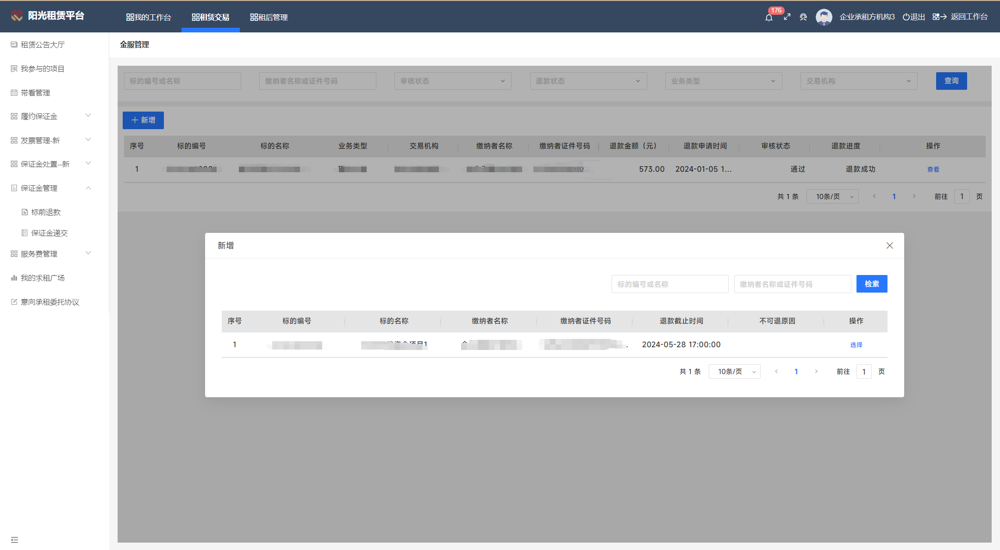 阳光租赁平台
我的工作台 租赁交易 租后管理
176 企业承租方机构3 退出 返回工作台
租赁公告大厅
我参与的项目
带看管理
履约保证金
发票管理-新
保证金处置--新
保证金管理
标前退款
保证金递交
服务费管理
我的求租广场
意向承租委托协议
金服管理
标的编号或名称 缴纳者名称或证件号码 审核状态 退款状态 业务类型 交易机构 查询
新增
序号 标的编号 标的名称 业务类型 交易机构 缴纳者名称 缴纳者证件号码 退款金额（元） 退款申请时间 审核状态 退款进度 操作
1 573.00 2024-01-05 1... 通过 退款成功 查看
共 1 条 10条/页 1 前往 1 页
新增
标的编号或名称 缴纳者名称或证件号码 检索
序号 标的编号 标的名称 缴纳者名称 缴纳者证件号码 退款截止时间 不可退原因 操作
1 2024-05-28 17:00:00 选择
共 1 条 10条/页 1 前往 1 页